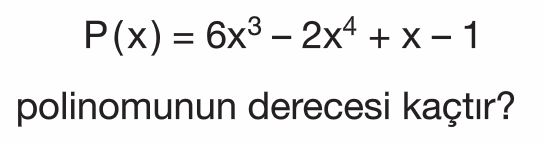 P(x) = 6x³ – 2x⁴ + x – 1
polinomunun derecesi kaçtır?